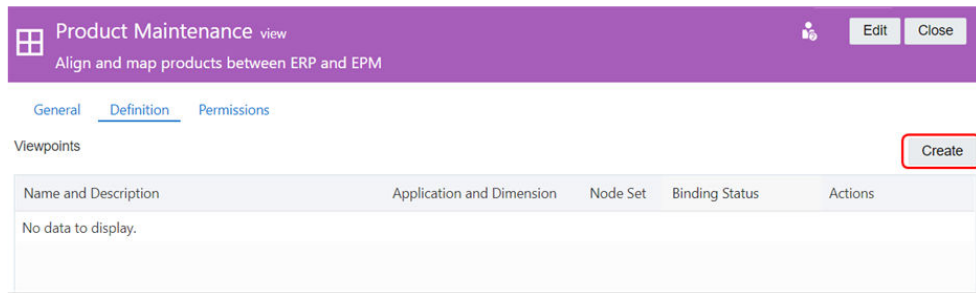 Product Maintenance view
Edit
Close
Align and map products between ERP and EPM
General Definition Permissions
Viewpoints
Create
Name and Description Application and Dimension Node Set Binding Status Actions
No data to display.